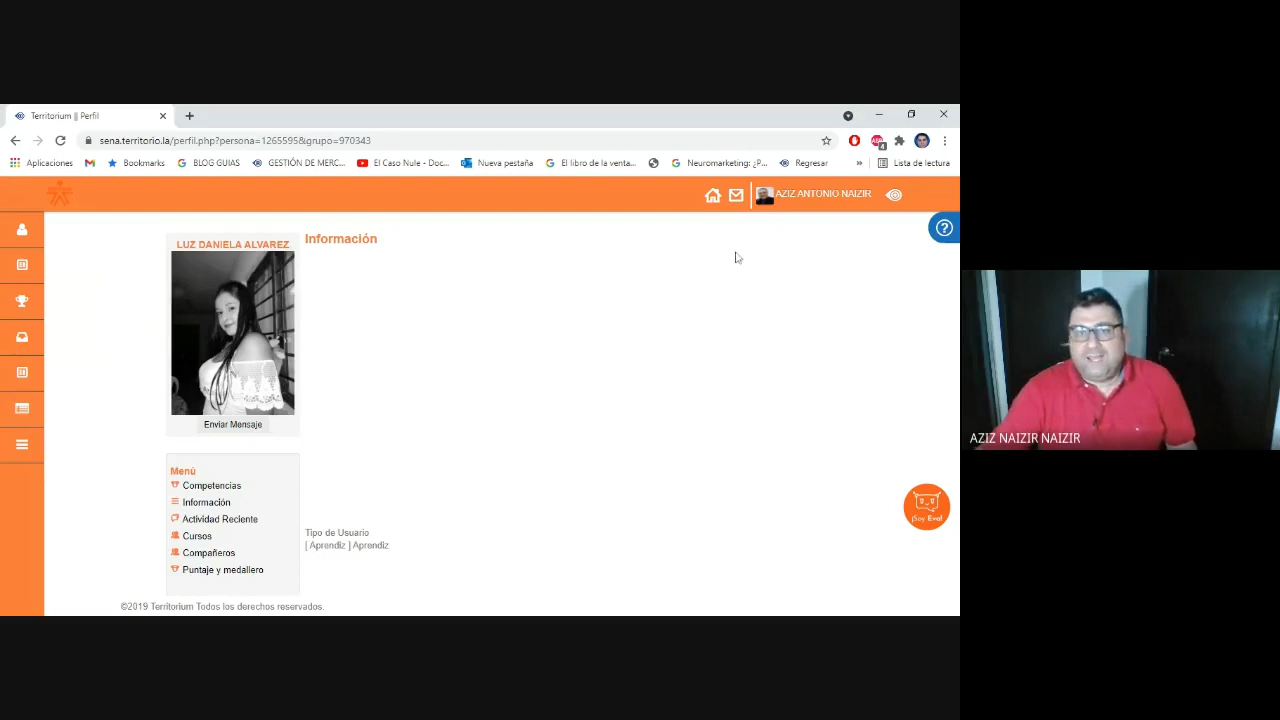 Territorium || Perfil
sena.territorio.la/perfil.php?persona=1265595&grupo=970343
Aplicaciones
Bookmarks
BLOG GUIAS
GESTIÓN DE MERC...
El Caso Nule - Doc...
Nueva pestaña
El libro de la venta...
Neuromarketing: ¿P...
Regresar
»
Lista de lectura
AZIZ ANTONIO NAIZIR
LUZ DANIELA ALVAREZ
Información
Enviar Mensaje
Menú
Competencias
Información
Actividad Reciente
Cursos
Compañeros
Puntaje y medallero
Tipo de Usuario
[ Aprendiz ] Aprendiz
¡Soy Eva!
©2019 Territorium Todos los derechos reservados.
AZIZ NAIZIR NAIZIR